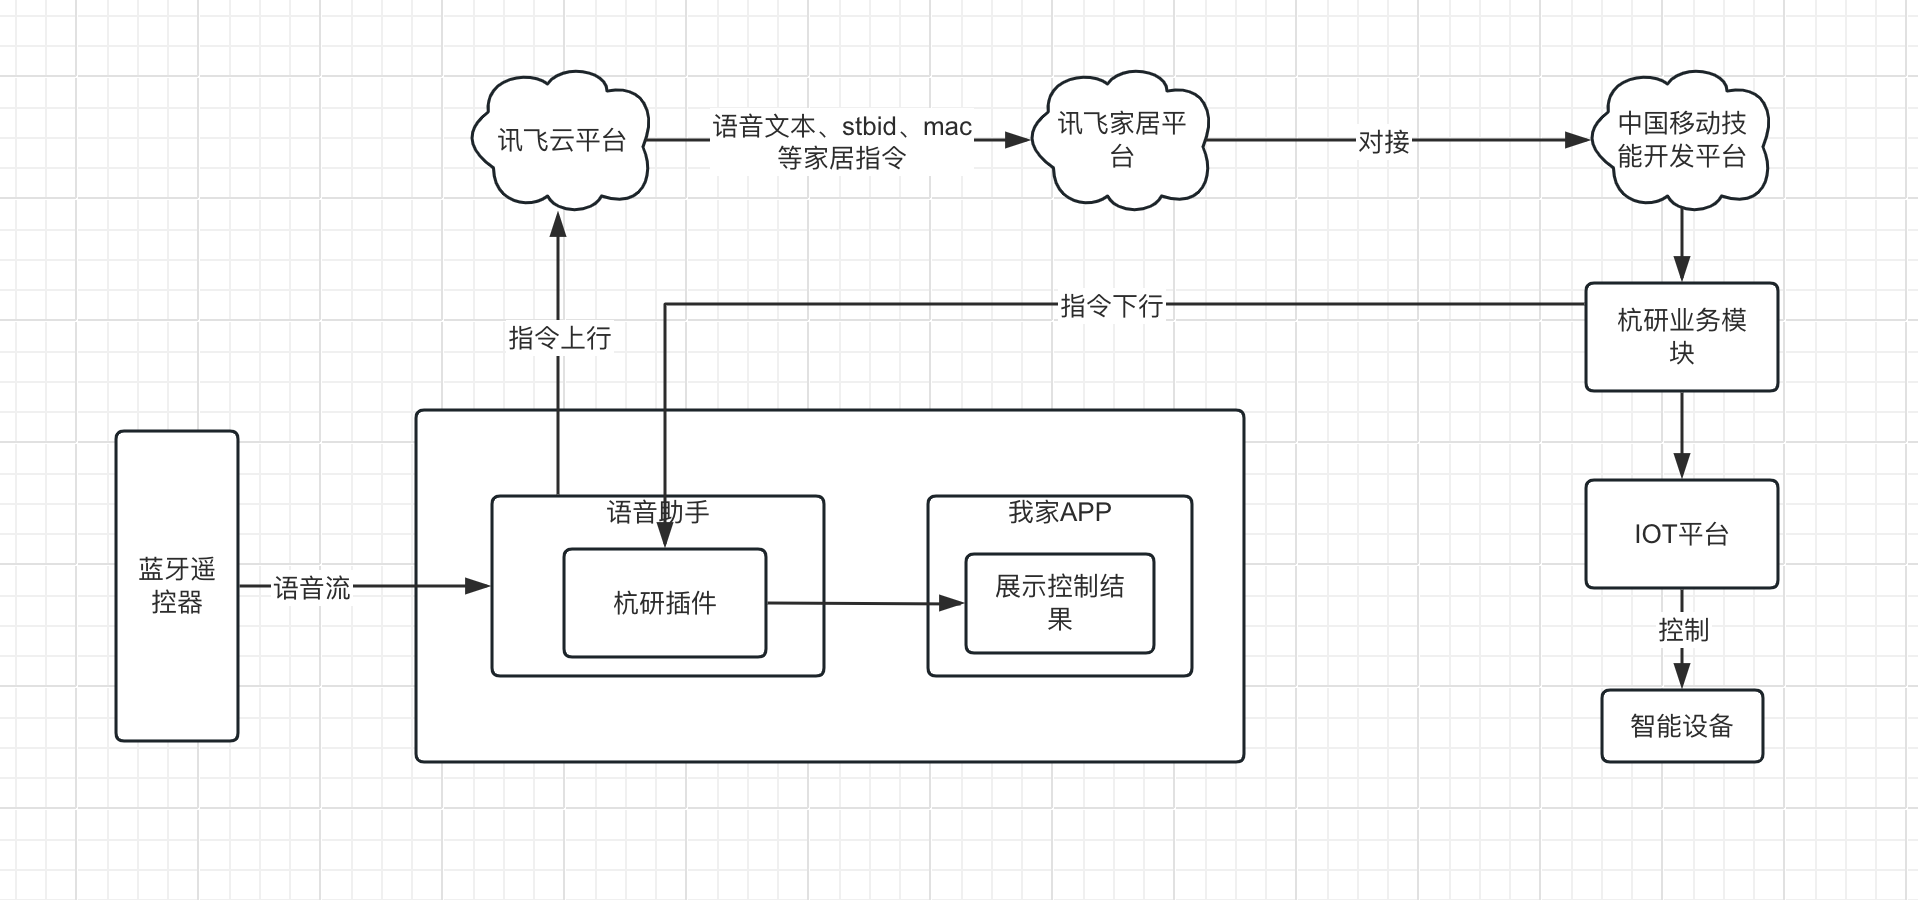 讯飞云平台
语音文本、stbid、mac
等家居指令
讯飞家居平
台
对接
中国移动技
能开发平台
指令上行
指令下行
杭研业务模
块
蓝牙遥
控器
语音流
语音助手
杭研插件
我家APP
展示控制结
果
IOT平台
控制
智能设备